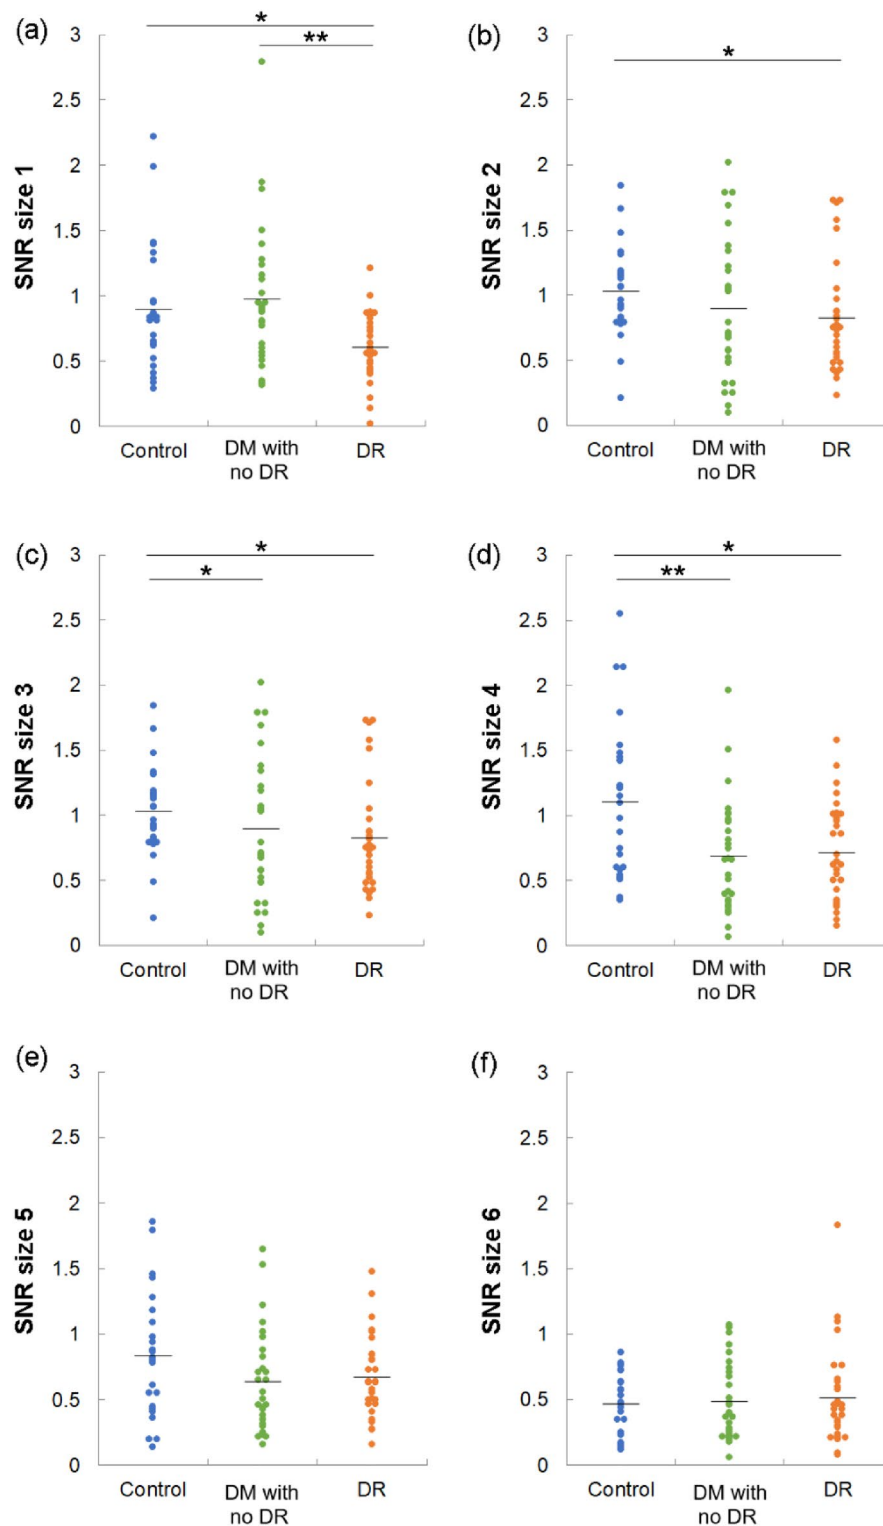 (a)
*
**
3
2.5
2
1.5
1
0.5
0
SNR size 1
Control
DM with
no DR
DR
(b)
*
3
2.5
2
1.5
1
0.5
0
SNR size 2
Control
DM with
no DR
DR
(c)
*
*
3
2.5
2
1.5
1
0.5
0
SNR size 3
Control
DM with
no DR
DR
(d)
*
**
3
2.5
2
1.5
1
0.5
0
SNR size 4
Control
DM with
no DR
DR
(e)
3
2.5
2
1.5
1
0.5
0
SNR size 5
Control
DM with
no DR
DR
(f)
3
2.5
2
1.5
1
0.5
0
SNR size 6
Control
DM with
no DR
DR